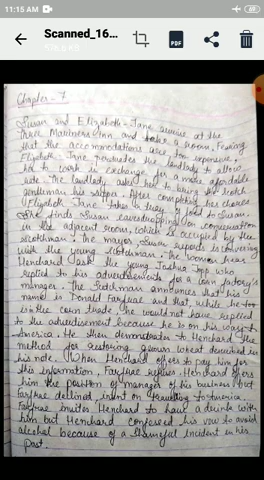 11:15 AM
89
Scanned_16...
PDF
Chapter - 7
Susan and Elizabeth-Jane arrive at the
Three Mariners Inn and take a room. Fearing
that the accommodations are too expensive,
Elizabeth-Jane persuades the landlady to allow
her to work in exchange for a more affordable
rate. The landlady asks her to bring the Scotch
gentleman his supper. After completing her chores
Elizabeth Jane takes a tray of food to Susan.
She finds Susan eavesdropping on conversation
in the adjacent room, which is occupied by the
Scotchman. The mayor, Susan reports is conversing
with the young Scotchman. The women hear
Henchard ask the young Joshua Jopp who
replied to his advertisements for a corn factory's
manager. The Scotchman announces that his
name is Donald Farfrae and that, while he too
is in the corn trade, he would not have replied
to the advertisement because he is on his way to
America. He then demonstrates to Henchard the
method for restoring grown wheat described in
his note. When Henchard offers to pay him for
this information, Farfrae refuses. Henchard offers
him the position of manager of his business but
Farfrae declined, intent on travelling to America.
Farfrae invites Henchard to have a drink with
him but Henchard confessed his vow to avoid
alcohol because of a shameful incident in his
past.